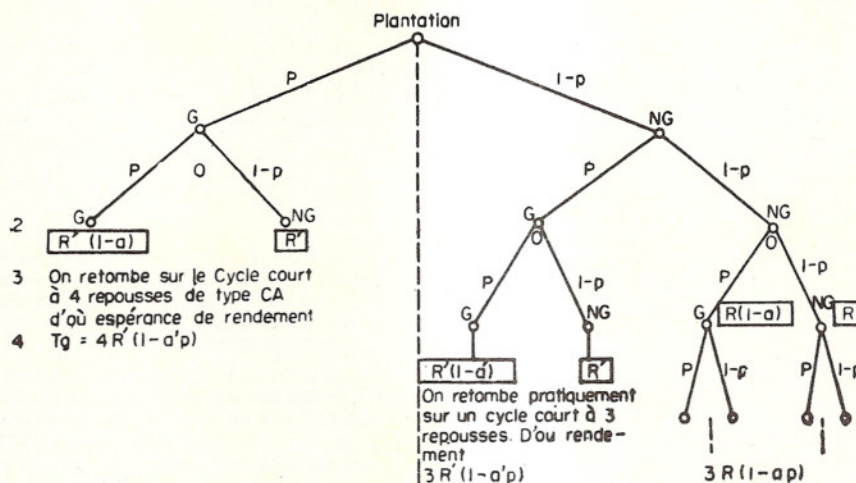 Plantation
P 1-p
G NG
P O 1-p P 1-p
2 G NG G O NG O
R' (1-a) R'
P 1-p P 1-p
3 On retombe sur le Cycle court
à 4 repousses de type CA
d'où espérance de rendement
4 Tg = 4 R' (1-a'p)
G NG G R(1-a) NG R
R'(1-a') R' P 1-p P 1-p
On retombe pratiquement
sur un cycle court à 3
repousses. D'ou rende-
ment
3 R' (1-a'p) 3 R (1-ap)